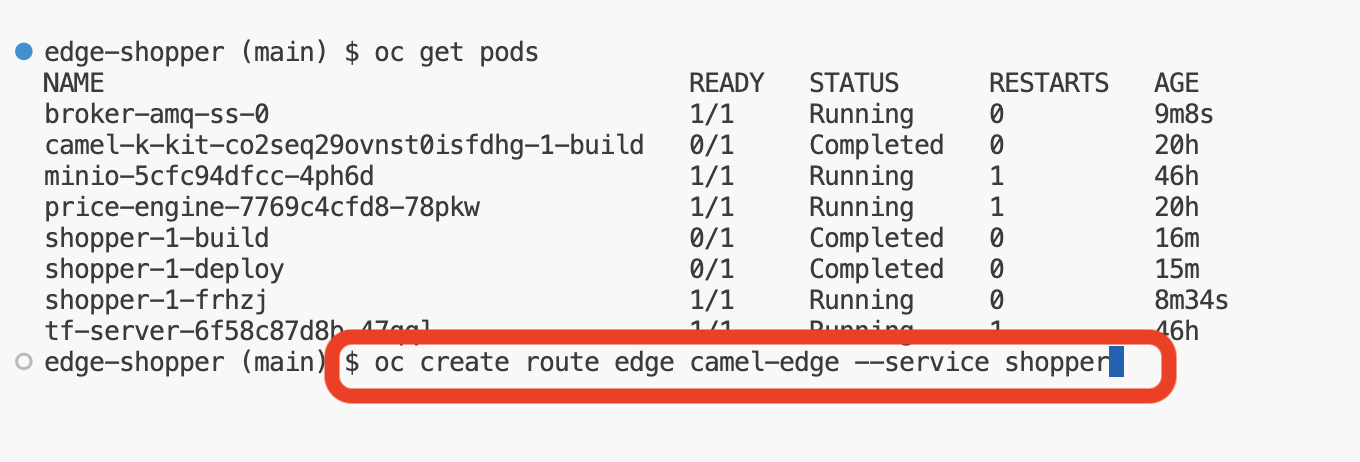 edge-shopper (main) $ oc get pods
NAME READY STATUS RESTARTS AGE
broker-amq-ss-0 1/1 Running 0 9m8s
camel-k-kit-co2seq29ovnst0isfdhg-1-build 0/1 Completed 0 20h
minio-5cfc94dfcc-4ph6d 1/1 Running 1 46h
price-engine-7769c4cfd8-78pkw 1/1 Running 1 20h
shopper-1-build 0/1 Completed 0 16m
shopper-1-deploy 0/1 Completed 0 15m
shopper-1-frhzj 1/1 Running 0 8m34s
1/1 Running 1 46h
edge-shopper (main) $ oc create route edge camel-edge --service shopper